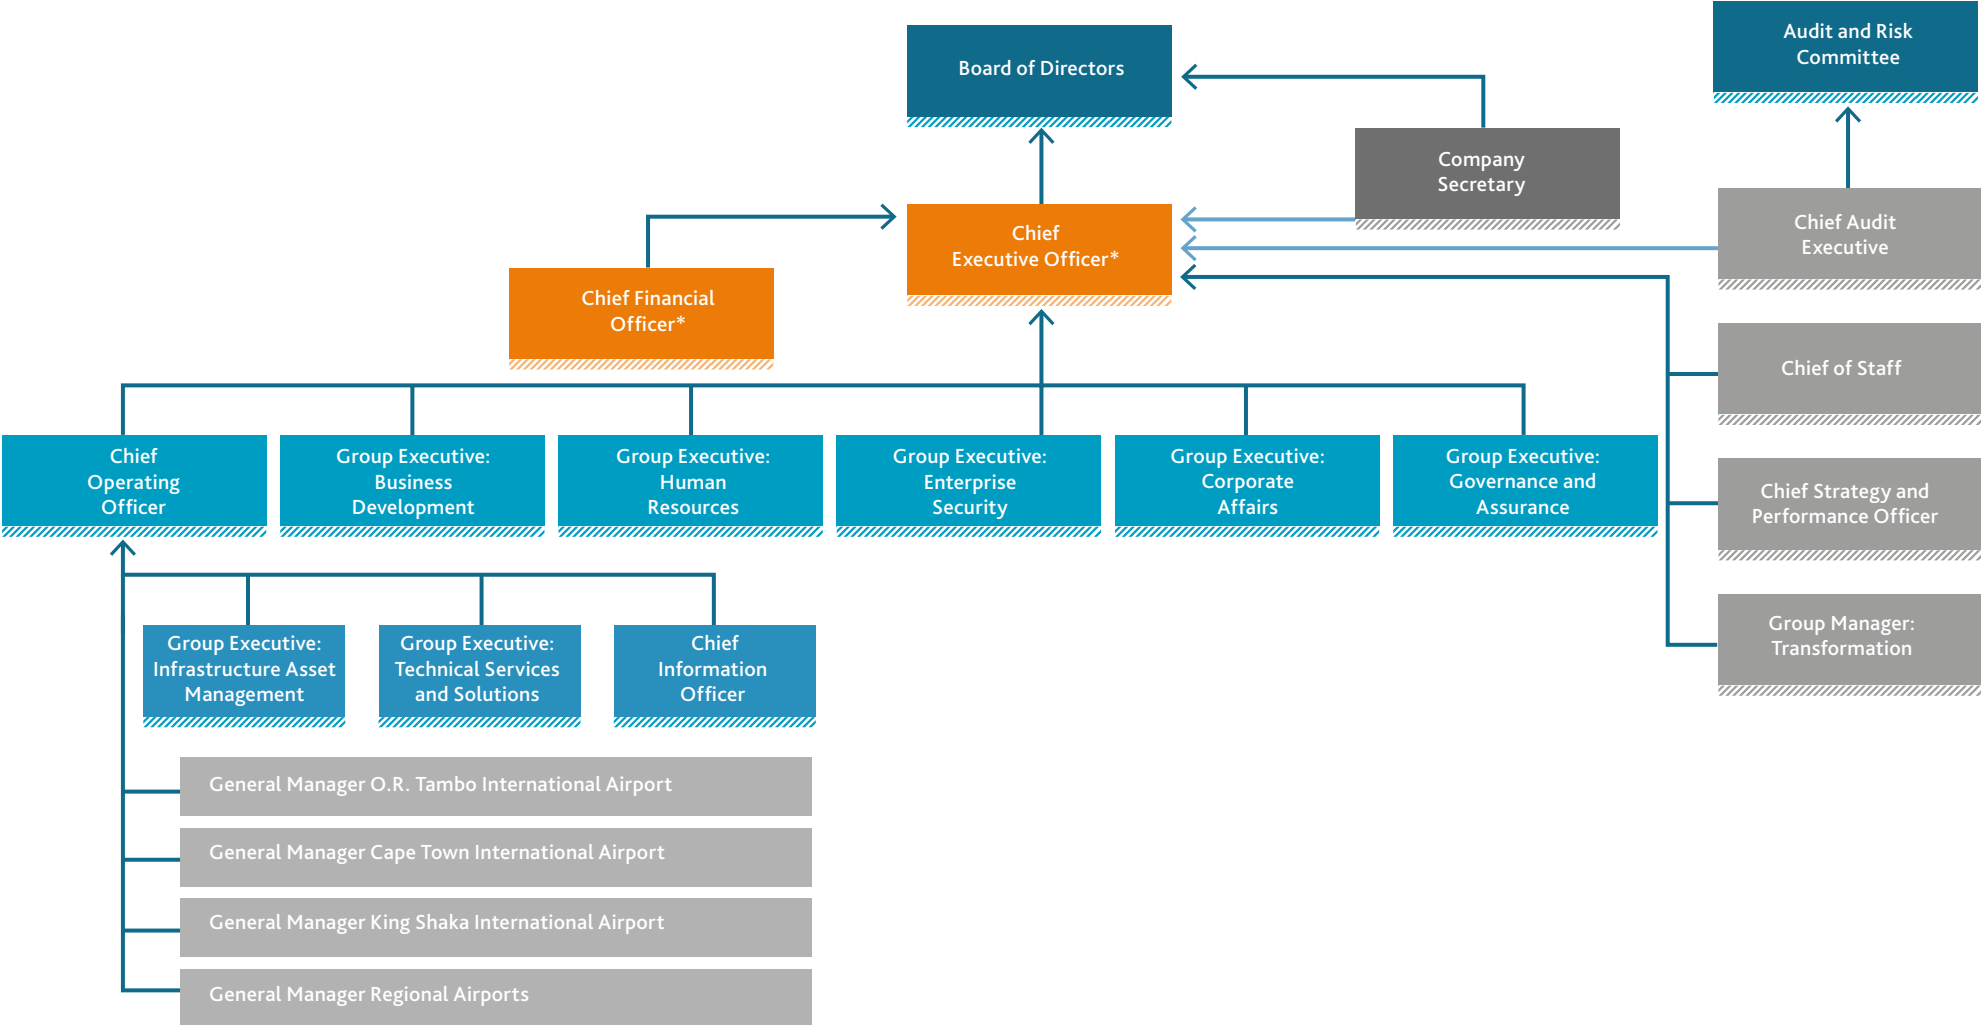 Board of Directors
Audit and Risk
Committee
Company
Secretary
Chief
Executive Officer*
Chief Audit
Executive
Chief Financial
Officer*
Chief of Staff
Chief
Operating
Officer
Group Executive:
Business
Development
Group Executive:
Human
Resources
Group Executive:
Enterprise
Security
Group Executive:
Corporate
Affairs
Group Executive:
Governance and
Assurance
Chief Strategy and
Performance Officer
Group Manager:
Transformation
Group Executive:
Infrastructure Asset
Management
Group Executive:
Technical Services
and Solutions
Chief
Information
Officer
General Manager O.R. Tambo International Airport
General Manager Cape Town International Airport
General Manager King Shaka International Airport
General Manager Regional Airports